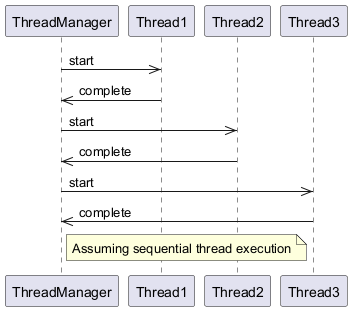 ThreadManager Thread1 Thread2 Thread3
start
complete
start
complete
start
complete
Assuming sequential thread execution
ThreadManager Thread1 Thread2 Thread3